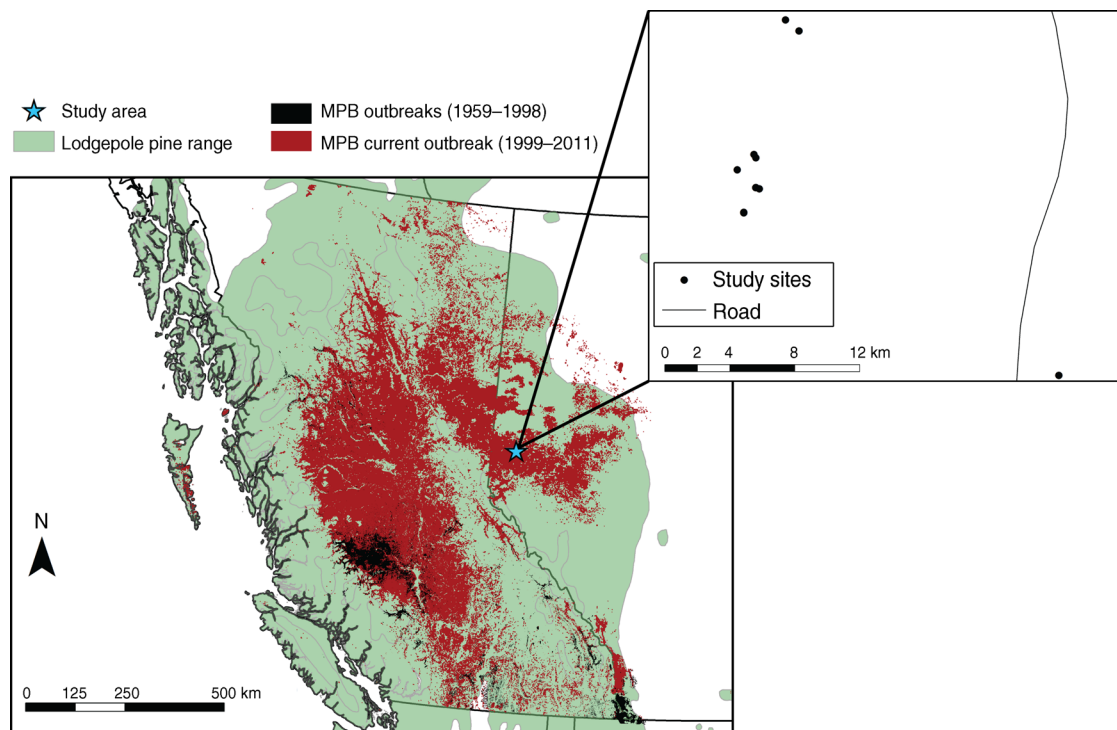 Study area
Lodgepole pine range
MPB outbreaks (1959–1998)
MPB current outbreak (1999–2011)
Study sites
Road
0 2 4 8 12 km
N
0 125 250 500 km